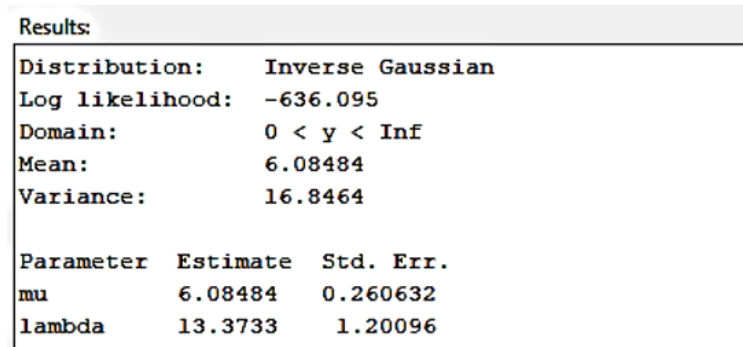 Results:
Distribution: Inverse Gaussian
Log likelihood: -636.095
Domain: 0 < y < Inf
Mean: 6.08484
Variance: 16.8464
Parameter Estimate Std. Err.
mu 6.08484 0.260632
lambda 13.3733 1.20096